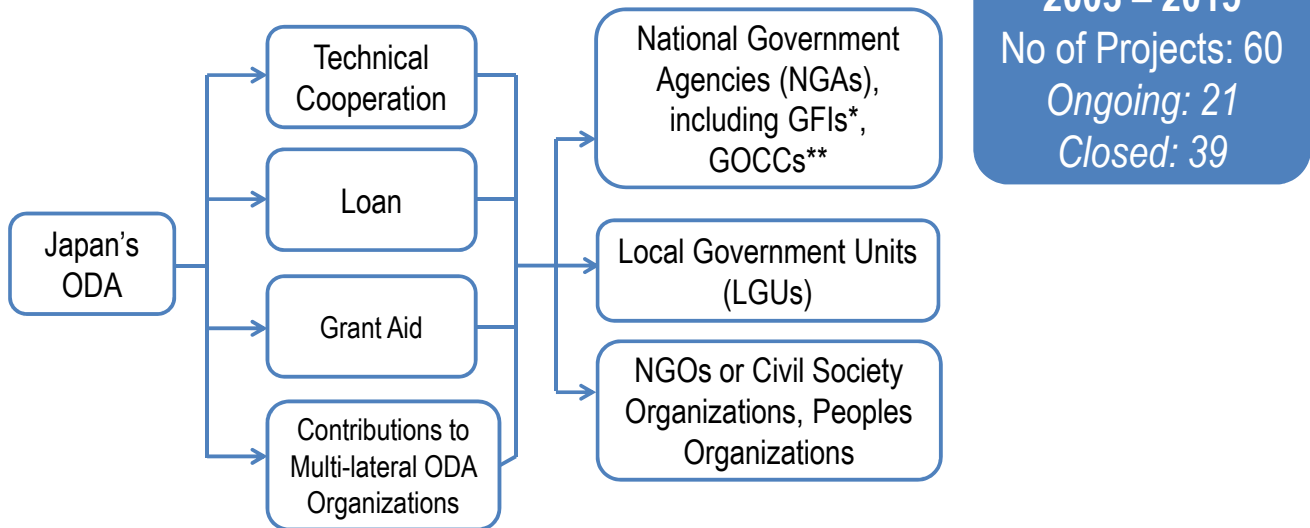 Japan's
ODA
Technical
Cooperation
Loan
Grant Aid
Contributions to
Multi-lateral ODA
Organizations
National Government
Agencies (NGAs),
including GFIs*,
GOCCs**
Local Government Units
(LGUs)
NGOs or Civil Society
Organizations, Peoples
Organizations
No of Projects: 60
Ongoing: 21
Closed: 39